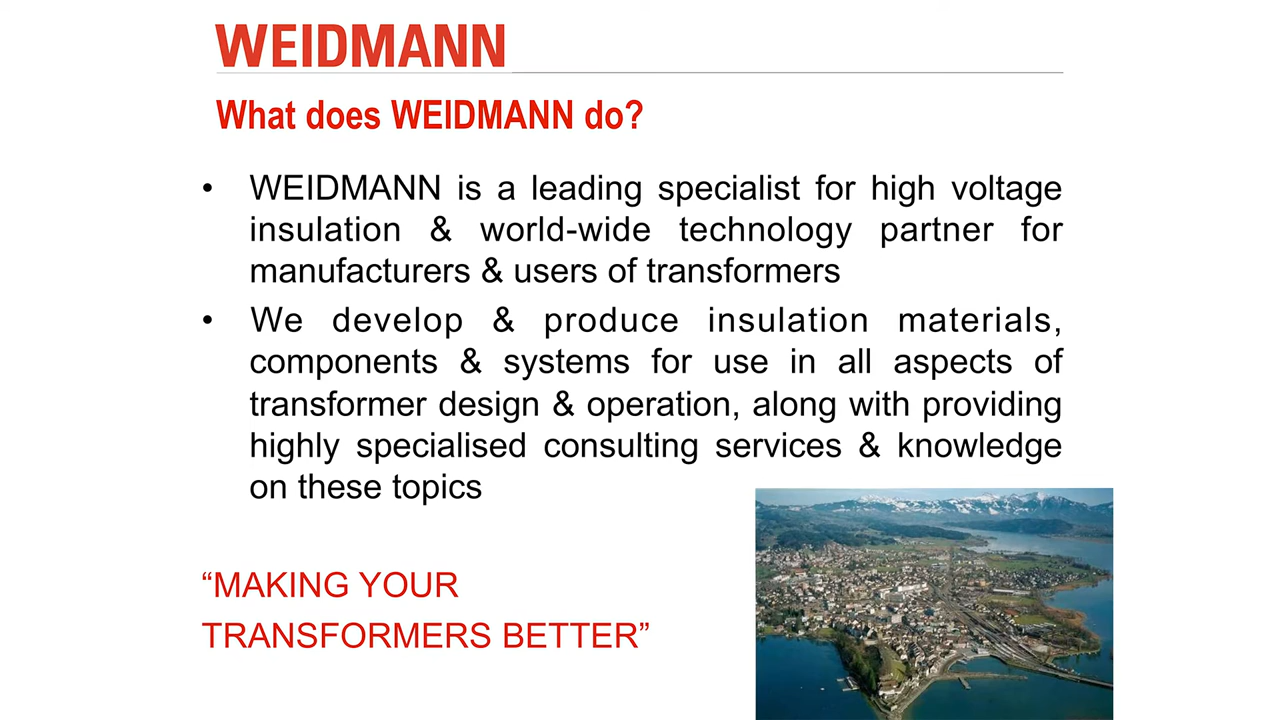 WEIDMANN
What does WEIDMANN do?
• WEIDMANN is a leading specialist for high voltage
insulation & world-wide technology partner for
manufacturers & users of transformers
• We develop & produce insulation materials,
components & systems for use in all aspects of
transformer design & operation, along with providing
highly specialised consulting services & knowledge
on these topics
“MAKING YOUR
TRANSFORMERS BETTER”